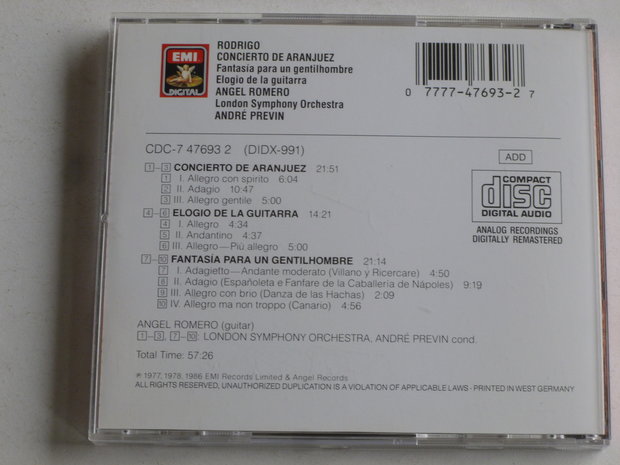 EMI
DIGITAL
RODRIGO
CONCIERTO DE ARANJUEZ
Fantasía para un gentilhombre
Elogio de la guitarra
ANGEL ROMERO
London Symphony Orchestra
ANDRÉ PREVIN
0 7777-47693-2 7
CDC-7 47693 2 (DIDX-991)
ADD
1-3 CONCIERTO DE ARANJUEZ 21:51
1 I. Allegro con spirito 6:04
2 II. Adagio 10:47
3 III. Allegro gentile 5:00
COMPACT
disc
DIGITAL AUDIO
ANALOG RECORDINGS
DIGITALLY REMASTERED
4-6 ELOGIO DE LA GUITARRA 14:21
4 I. Allegro 4:34
5 II. Andantino 4:37
6 III. Allegro—Più allegro 5:00
7-10 FANTASÍA PARA UN GENTILHOMBRE 21:14
7 I. Adagietto—Andante moderato (Villano y Ricercare) 4:50
8 II. Adagio (Españoleta e Fanfare de la Caballería de Nápoles) 9:19
9 III. Allegro con brio (Danza de las Hachas) 2:09
10 IV. Allegro ma non troppo (Canario) 4:56
ANGEL ROMERO (guitar)
1-3, 7-10: LONDON SYMPHONY ORCHESTRA, ANDRÉ PREVIN cond.
Total Time: 57:26
℗ 1977, 1978, 1986 EMI Records Limited & Angel Records
ALL RIGHTS RESERVED, UNAUTHORIZED DUPLICATION IS A VIOLATION OF APPLICABLE LAWS - PRINTED IN WEST GERMANY